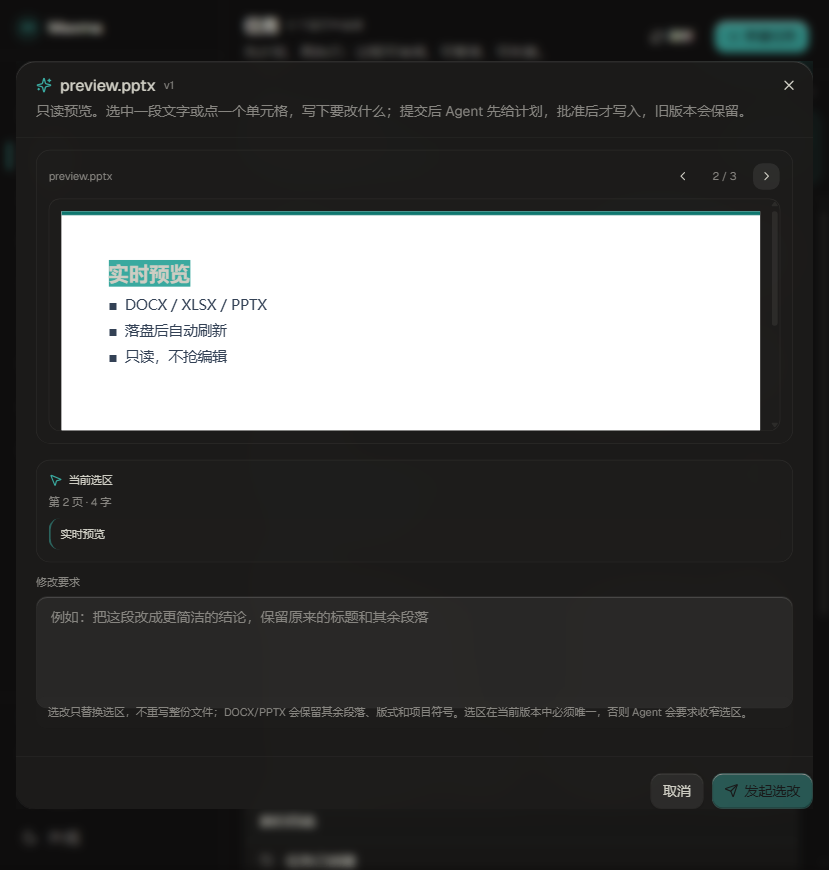 preview.pptx v1
只读预览。选中一段文字或点一个单元格，写下要改什么；提交后 Agent 先给计划，批准后才写入，旧版本会保留。
preview.pptx
2 / 3
实时预览
■ DOCX / XLSX / PPTX
■ 落盘后自动刷新
■ 只读，不抢编辑
当前选区
第 2 页 · 4 字
实时预览
修改要求
例如：把这段改成更简洁的结论，保留原来的标题和其余段落
选改只替换选区，不重写整份文件；DOCX/PPTX 会保留其余段落、版式和项目符号。选区在当前版本中必须唯一，否则 Agent 会要求收窄选区。
取消
发起选改